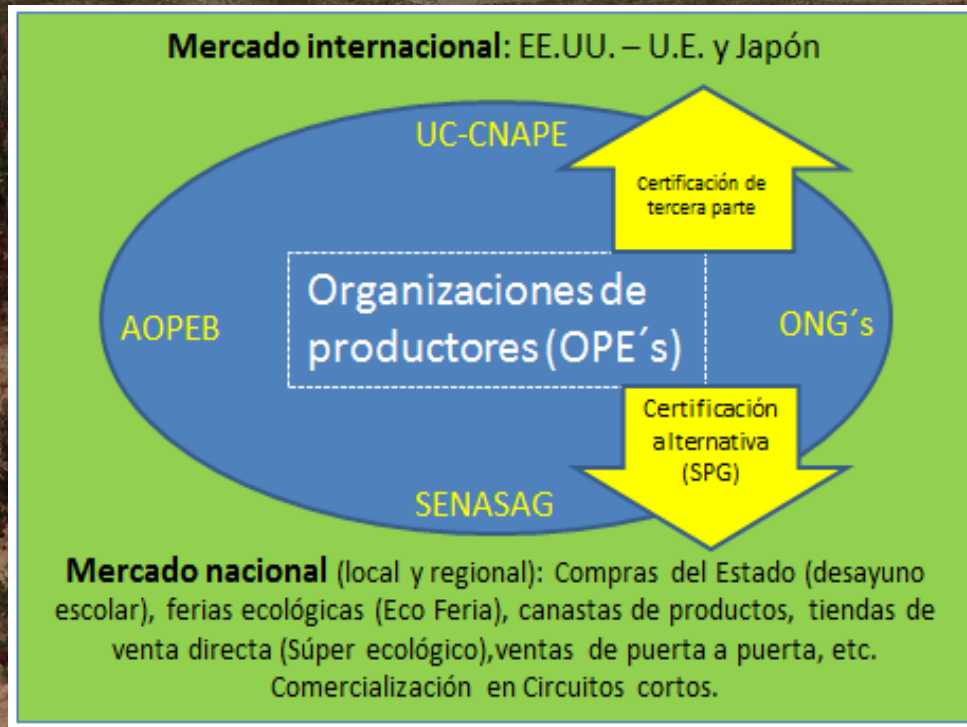 Mercado internacional: EE.UU. – U.E. y Japón
UC-CNAPE
Certificación de
tercera parte
Organizaciones de
productores (OPE´s)
AOPEB
ONG´s
Certificación
alternativa
(SPG)
SENASAG
Mercado nacional (local y regional): Compras del Estado (desayuno
escolar), ferias ecológicas (Eco Feria), canastas de productos, tiendas de
venta directa (Súper ecológico),ventas de puerta a puerta, etc.
Comercialización en Circuitos cortos.